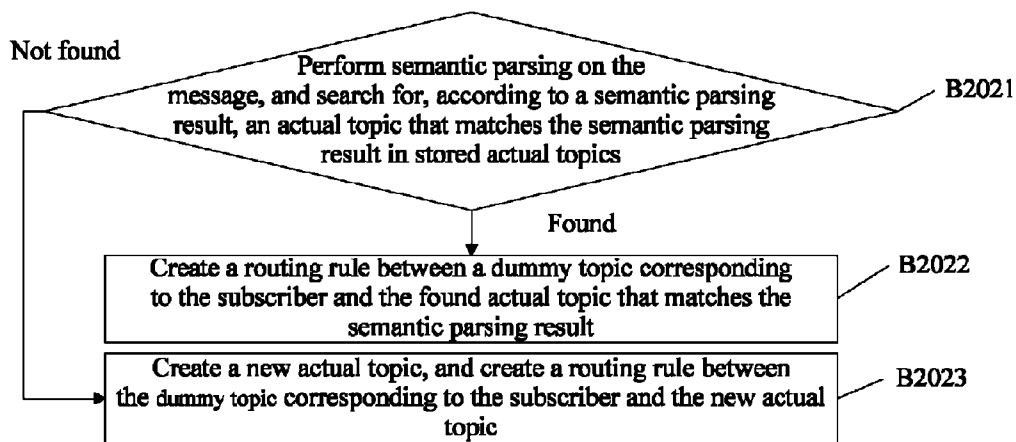 Not found
Perform semantic parsing on the
message, and search for, according to a semantic parsing
result, an actual topic that matches the semantic parsing
result in stored actual topics
B2021
Found
Create a routing rule between a dummy topic corresponding
to the subscriber and the found actual topic that matches the
semantic parsing result
B2022
Create a new actual topic, and create a routing rule between
the dummy topic corresponding to the subscriber and the new actual
topic
B2023